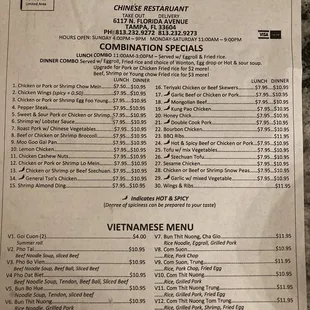 Limited Area
CHINESE RESTARUANT
TAKE OUT DELIVERY
6117 N. FLORIDA AVENUE
TAMPA, FL 33604
PH:813.232.9272 813.232.9273
HOURS OPEN: SUNDAY 4:00PM - 9PM MONDAY-SATURDAY 11:00AM - 9:00PM
COMBINATION SPECIALS
LUNCH COMBO 11:00AM-3:00PM - Served w/ Eggroll & Fried rice.
DINNER COMBO Served w/ Eggroll, Fried rice and choice of Wonton, Egg drop or Hot & sour soup.
Upgrade for Pork or Chicken Fried Rice for $2 more!
Beef, Shrimp or Young chow Fried rice for $3 more!
LUNCH DINNER LUNCH DINNER
1. Chicken or Pork or Shrimp Chow Mein $7.50 $10.95
2. Chicken Wings (Spicy + 0.50) $7.95 $10.95
3. Chicken or Pork or Shrimp Egg Foo Young $7.95 $10.95
4. Pepper Steak $7.95 $10.95
5. Sweet & Sour Pork or Chicken or Shrimp $7.95 $10.95
6. Shrimp w/ Lobster Sauce $7.95 $10.95
7. Roast Pork w/ Chinese Vegetables $7.95 $10.95
8. Beef or Chicken or Shrimp Broccoli $7.95 $10.95
9. Moo Goo Gai Pan $7.95 $10.95
10. Lemon Chicken $7.95 $10.95
11. Chicken Cashew Nuts $7.95 $10.95
12. Chicken or Pork or Shrimp Lo Mein $7.95 $10.95
13. Chicken or Shrimp or Beef Szechuan $7.95 $10.95
14. General Tso's Chicken $7.95 $10.95
15. Shrimp Almond Ding $7.95 $10.95
16. Teriyaki Chicken or Beef Skewers $7.95 $10.95
17. Garlic Beef or Chicken or Pork $7.95 $10.95
18. Mongolian Beef $7.95 $10.95
19. Kung Pao Chicken $7.95 $10.95
20. Honey Chick $7.95 $10.95
21. Double Cook Pork $7.95 $10.95
22. Bourbon Chicken $7.95 $10.95
23. BBQ Ribs $11.95
24. Hot & Spicy Beef or Chicken or Pork $7.95 $10.95
25. Tofu w/ mix Vegetables $7.95 $10.95
26. Szechuan Tofu $7.95 $10.95
27. Sesame Chicken $7.95 $10.95
28. Chicken or Beef or Shrimp Snow Peas $7.95 $10.95
29. Garlic w/ mixed Vegetable $7.95 $10.95
30. Wings & Ribs $11.95
Indicates HOT & SPICY
(Degree of spiciness can be prepared to your taste)
VIETNAMESE MENU
V1. Goi Cuon (2) $4.00
Summer roll
V2. Pho Tai $10.95
Beef Noodle Soup, sliced Beef
V3. Pho Bo Vien $10.95
Beef Noodle Soup, Beef Ball, Sliced Beef
V4. Pho Dac Biet $10.95
Beef Noodle Soup, Tendon, Beef Ball, Sliced Beef
V5. Bun Bo Hue $10.95
Noodle Soup, Tendon, sliced Beef
V6. Bun Thit Nuong $10.95
Rice Noodle, Grilled Pork
V7. Bun Thit Nuong, Cha Gio $11.95
Rice Noodle, Eggroll, Grilled Pork
V8. Com Suon $11.95
Rice, Pork Chop
V9. Com Suon, Trung $11.95
Rice, Pork Chop, Fried Egg
V10. Com Thit Nuong $11.95
Rice, Grilled Pork
V11. Com Thit Nuong Trung $11.95
Rice, Grilled Pork, Fried Egg
V12. Com Thit Nuong Tom Trung $11.95
Rice, Grilled Pork, Shrimp, Fried Egg